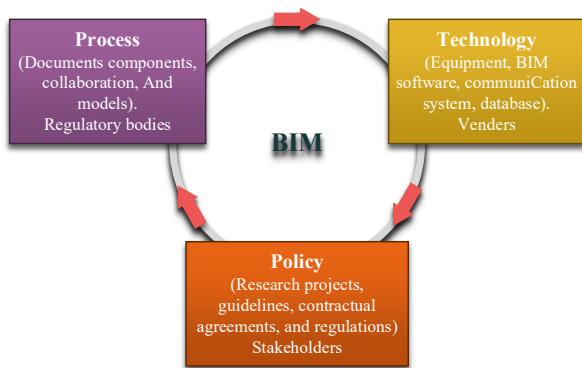 Process
(Documents components,
collaboration, And
models).
Regulatory bodies
Technology
(Equipment, BIM
software, communiCation
system, database).
Venders
BIM
Policy
(Research projects,
guidelines, contractual
agreements, and regulations)
Stakeholders